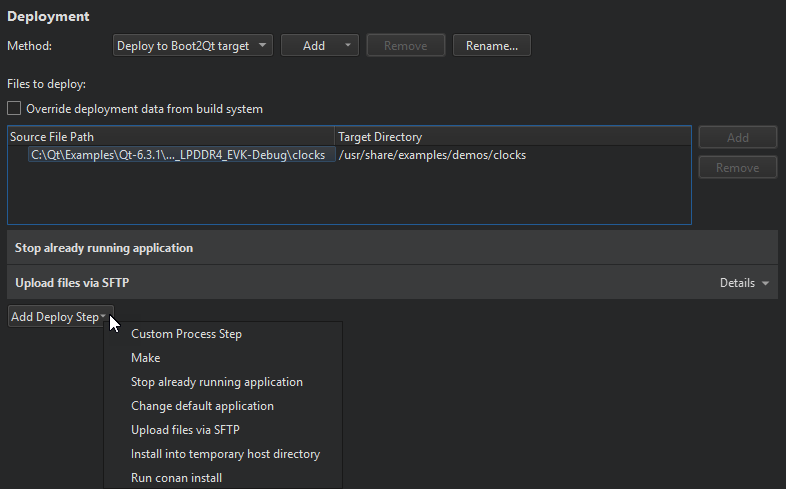 Deployment
Method: Deploy to Boot2Qt target Add Remove Rename...
Files to deploy:
Override deployment data from build system
Source File Path Target Directory
C:\Qt\Examples\Qt-6.3.1\..._LPDDR4_EVK-Debug\clocks /usr/share/examples/demos/clocks
Add
Remove
Stop already running application
Upload files via SFTP Details
Add Deploy Step
Custom Process Step
Make
Stop already running application
Change default application
Upload files via SFTP
Install into temporary host directory
Run conan install